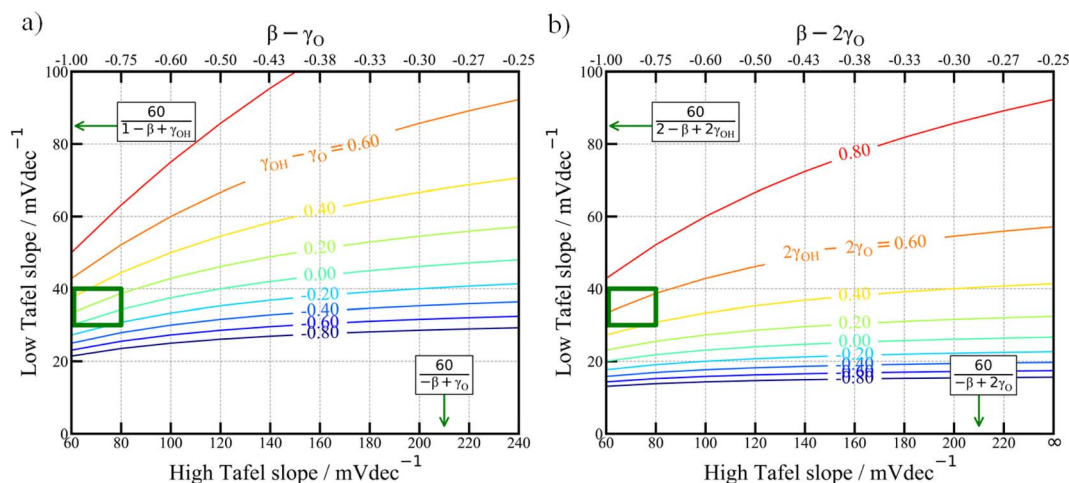 a)
β − γO
-1.00 -0.75 -0.60 -0.50 -0.43 -0.38 -0.33 -0.30 -0.27 -0.25
100
80
60
40
20
0
Low Tafel slope / mVdec−1
60
1−β+γOH
γOH − γO = 0.60
0.40
0.20
0.00
-0.20
-0.40
-0.60
-0.80
60
−β+γO
60 80 100 120 140 160 180 200 220 240
High Tafel slope / mVdec−1
b)
β − 2γO
-1.00 -0.75 -0.60 -0.50 -0.43 -0.38 -0.33 -0.30 -0.27 -0.25
100
80
60
40
20
0
Low Tafel slope / mVdec−1
60
2−β+2γOH
0.80
2γOH − 2γO = 0.60
0.40
0.20
0.00
-0.20
-0.40
-0.60
-0.80
60
−β+2γO
60 80 100 120 140 160 180 200 220 ∞
High Tafel slope / mVdec−1